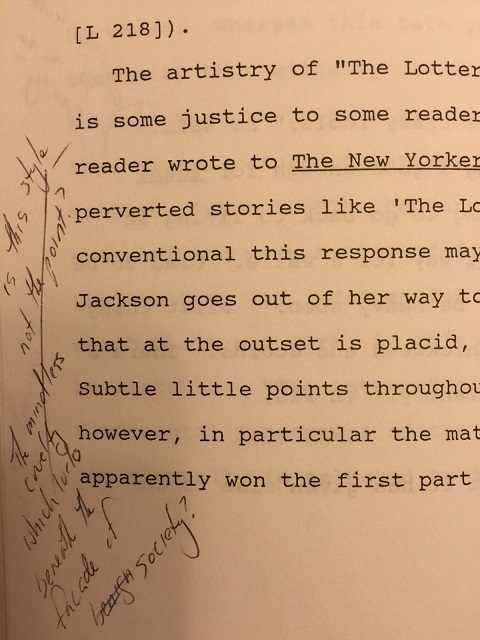 [L 218]).
The artistry of "The Lotter
is some justice to some reader
reader wrote to The New Yorker
perverted stories like 'The Lo
conventional this response may
Jackson goes out of her way to
that at the outset is placid,
Subtle little points throughou
however, in particular the mat
apparently won the first part
is this style
not the point?
The mindless
cruelty
which lurks
beneath the
facade of
society?